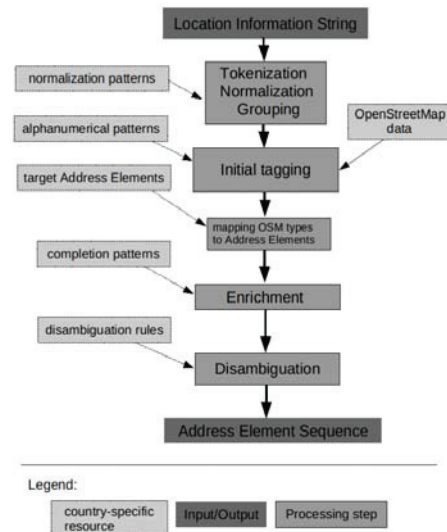 Location Information String
normalization patterns
Tokenization
Normalization
Grouping
alphanumerical patterns
OpenStreetMap
data
Initial tagging
target Address Elements
mapping OSM types
to Address Elements
completion patterns
Enrichment
disambiguation rules
Disambiguation
Address Element Sequence
Legend:
country-specific
resource
Input/Output
Processing step